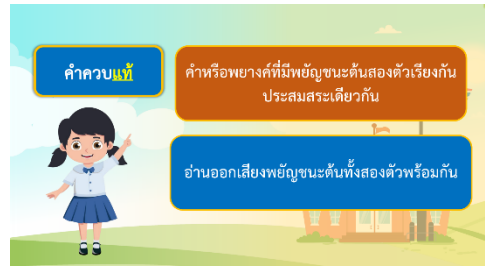 คำควบแท้
คำหรือพยางค์ที่มีพยัญชนะต้นสองตัวเรียงกัน
ประสมสระเดียวกัน
อ่านออกเสียงพยัญชนะต้นทั้งสองตัวพร้อมกัน